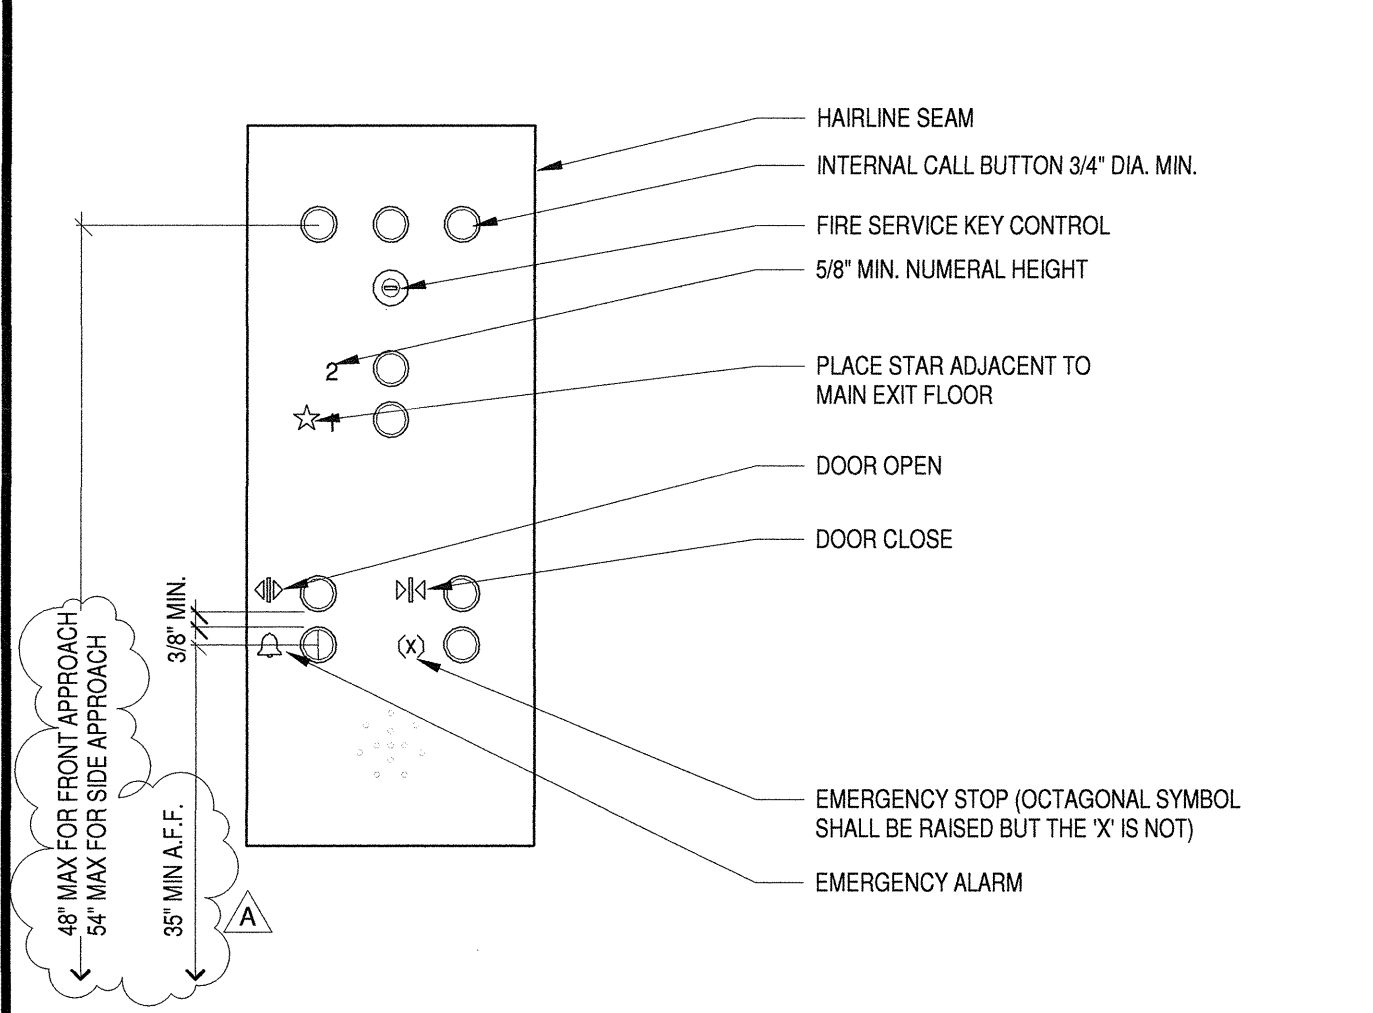 HAIRLINE SEAM
INTERNAL CALL BUTTON 3/4" DIA. MIN.
FIRE SERVICE KEY CONTROL
5/8" MIN. NUMERAL HEIGHT
2
PLACE STAR ADJACENT TO
MAIN EXIT FLOOR
1
DOOR OPEN
DOOR CLOSE
3/8" MIN.
(X)
48" MAX FOR FRONT APPROACH
54" MAX FOR SIDE APPROACH
35" MIN A.F.F.
A
EMERGENCY STOP (OCTAGONAL SYMBOL
SHALL BE RAISED BUT THE 'X' IS NOT)
EMERGENCY ALARM